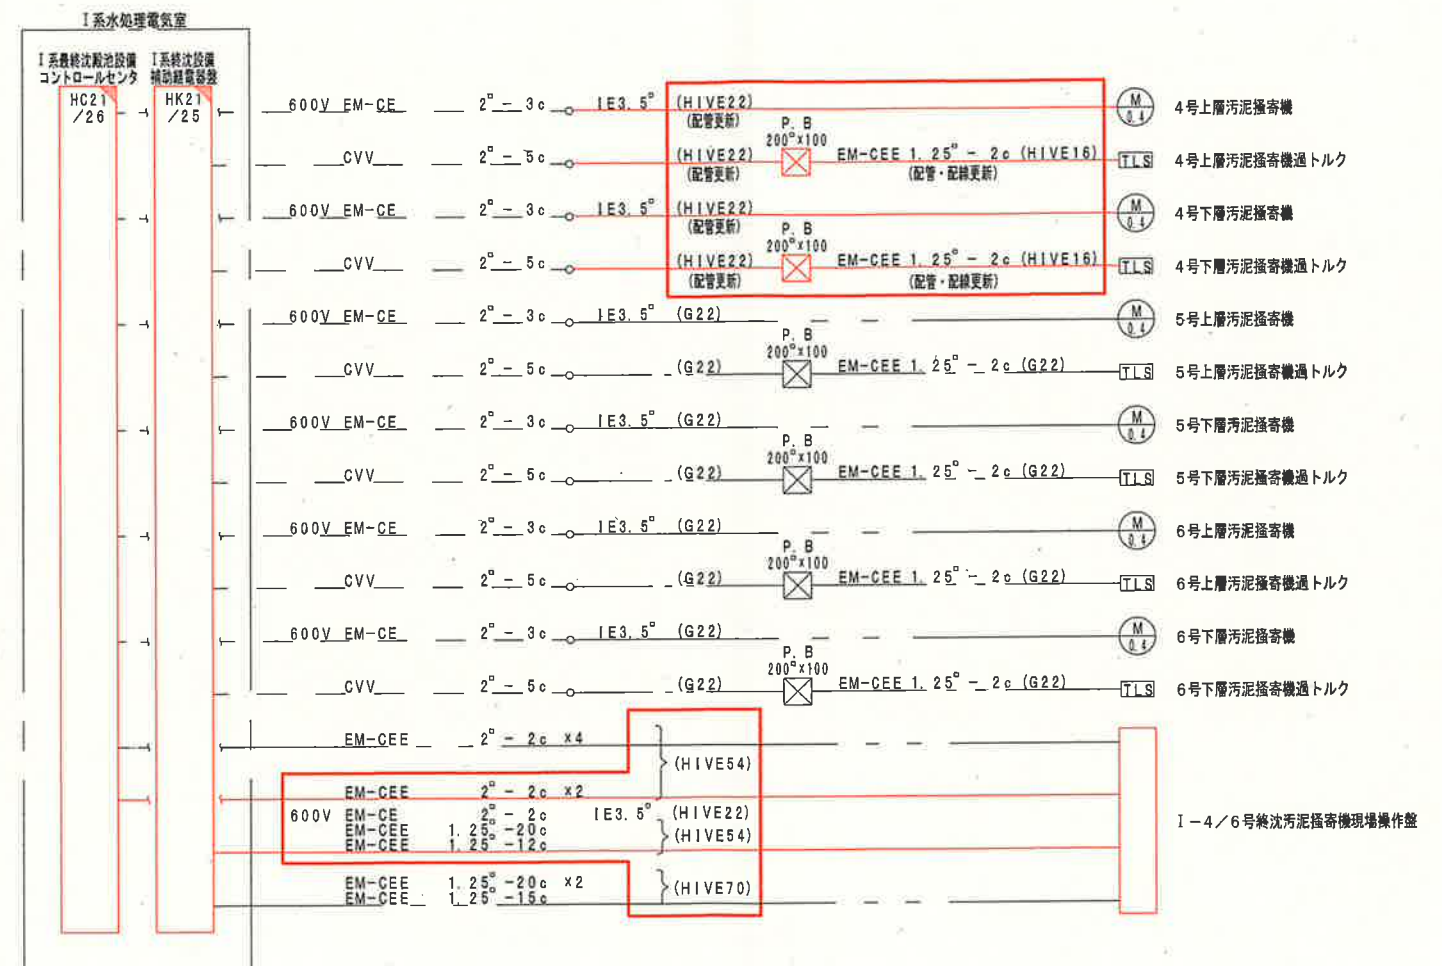 Ⅰ系水処理電気室
Ⅰ系最終沈殿池設備
コントロールセンタ
Ⅰ系終沈設備
補助継電器盤
HC21
/26
HK21
/25
600V EM-CE 2□ - 3c IE3.5□ (HIVE22)
(配管更新)
M
0.4
4号上層汚泥掻寄機
P.B
200□x100
CVV 2□ - 5c (HIVE22)
(配管更新)
EM-CEE 1.25□ - 2c (HIVE16)
(配管・配線更新)
TLS
4号上層汚泥掻寄機過トルク
600V EM-CE 2□ - 3c IE3.5□ (HIVE22)
(配管更新)
M
0.4
4号下層汚泥掻寄機
P.B
200□x100
CVV 2□ - 5c (HIVE22)
(配管更新)
EM-CEE 1.25□ - 2c (HIVE16)
(配管・配線更新)
TLS
4号下層汚泥掻寄機過トルク
600V EM-CE 2□ - 3c IE3.5□ (G22)
M
0.4
5号上層汚泥掻寄機
P.B
200□x100
CVV 2□ - 5c (G22)
EM-CEE 1.25□ - 2c (G22)
TLS
5号上層汚泥掻寄機過トルク
600V EM-CE 2□ - 3c IE3.5□ (G22)
M
0.4
5号下層汚泥掻寄機
P.B
200□x100
CVV 2□ - 5c (G22)
EM-CEE 1.25□ - 2c (G22)
TLS
5号下層汚泥掻寄機過トルク
600V EM-CE 2□ - 3c IE3.5□ (G22)
M
0.4
6号上層汚泥掻寄機
P.B
200□x100
CVV 2□ - 5c (G22)
EM-CEE 1.25□ - 2c (G22)
TLS
6号上層汚泥掻寄機過トルク
600V EM-CE 2□ - 3c IE3.5□ (G22)
M
0.4
6号下層汚泥掻寄機
P.B
200□x100
CVV 2□ - 5c (G22)
EM-CEE 1.25□ - 2c (G22)
TLS
6号下層汚泥掻寄機過トルク
EM-CEE 2□ - 2c x4
(HIVE54)
EM-CEE 2□ - 2c x2
600V EM-CE 2□ - 2c IE3.5□ (HIVE22)
EM-CEE 1.25□-20c
(HIVE54)
EM-CEE 1.25□-12c
Ⅰ-4/6号終沈汚泥掻寄機現場操作盤
EM-CEE 1.25□-20c x2
(HIVE70)
EM-CEE 1.25□-15c